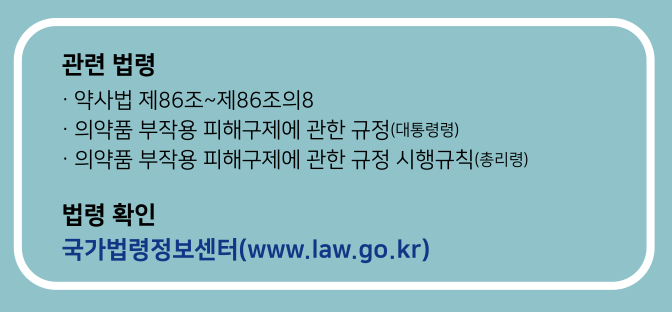 관련 법령
· 약사법 제86조~제86조의8
· 의약품 부작용 피해구제에 관한 규정(대통령령)
· 의약품 부작용 피해구제에 관한 규정 시행규칙(총리령)
법령 확인
국가법령정보센터(www.law.go.kr)